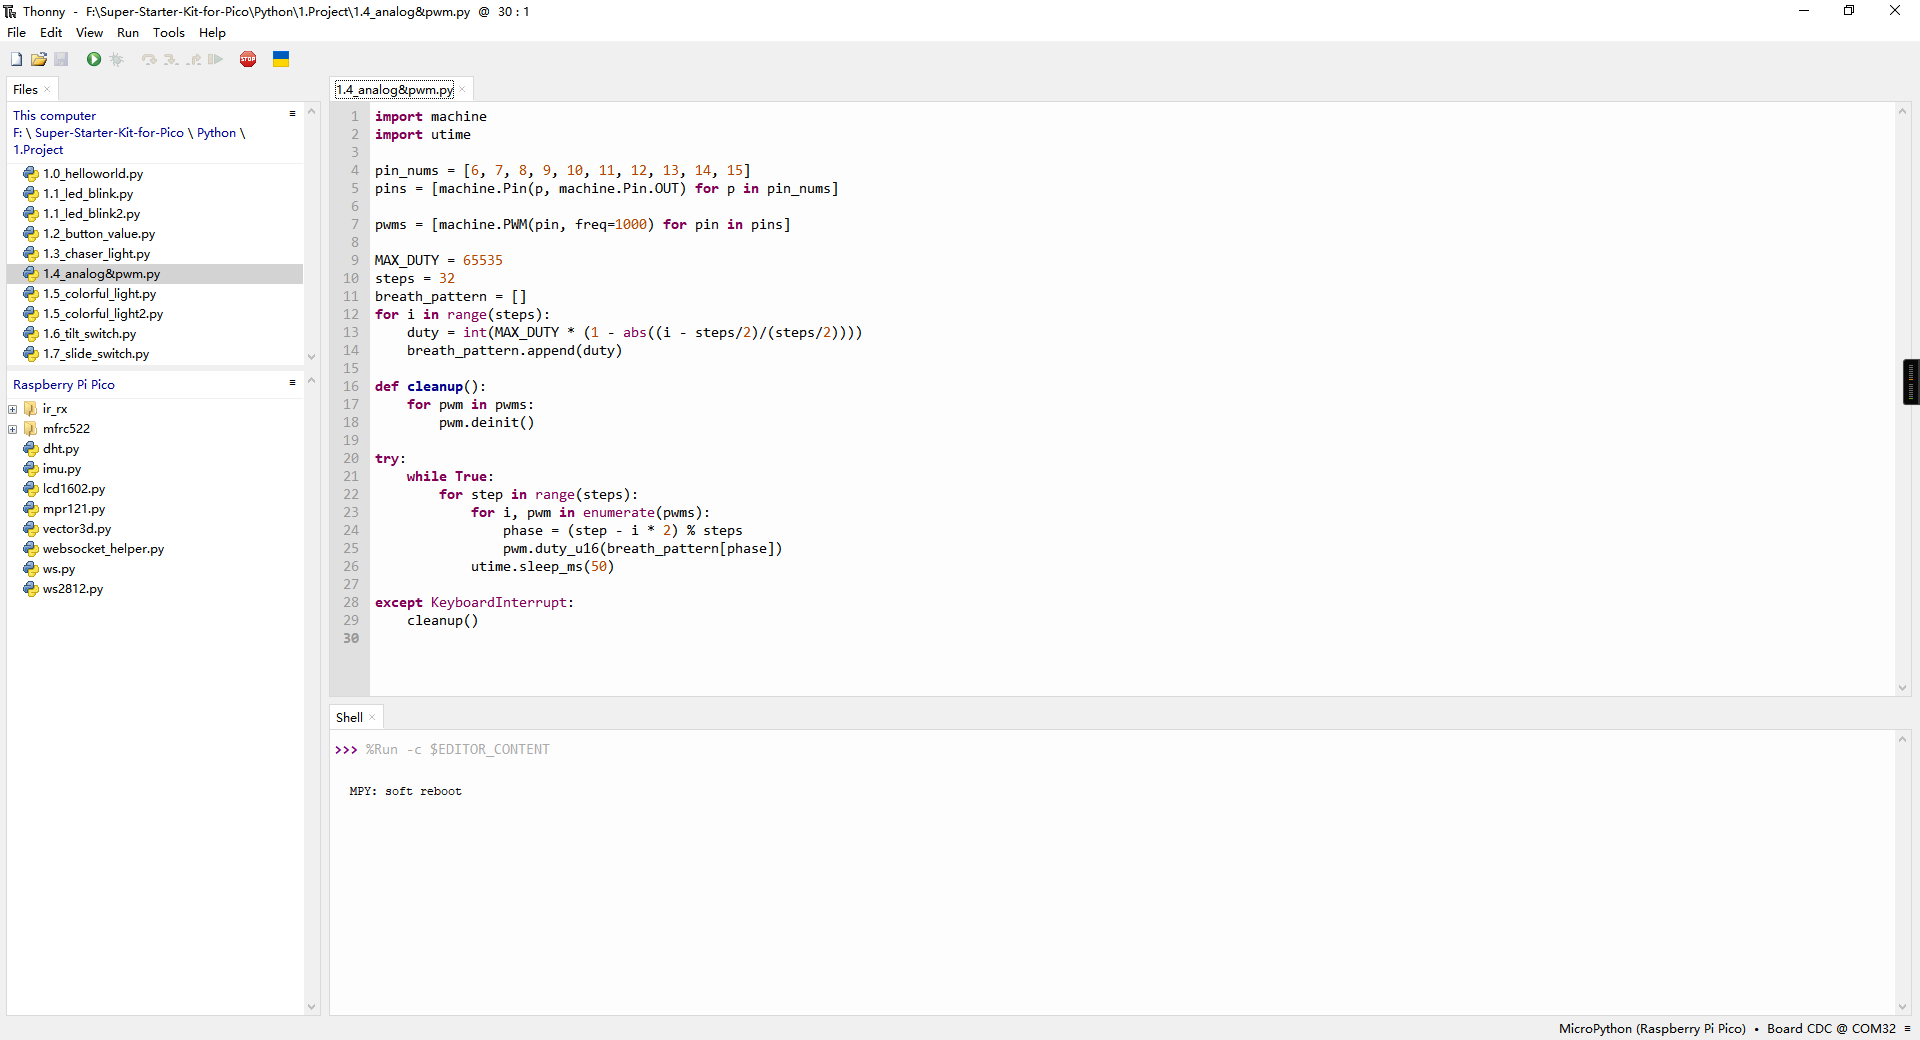 Thonny - F:\Super-Starter-Kit-for-Pico\Python\1.Project\1.4_analog&pwm.py @ 30 : 1
File Edit View Run Tools Help
STOP
Files ×
This computer ≡
F: \ Super-Starter-Kit-for-Pico \ Python \
1.Project
1.0_helloworld.py
1.1_led_blink.py
1.1_led_blink2.py
1.2_button_value.py
1.3_chaser_light.py
1.4_analog&pwm.py
1.5_colorful_light.py
1.5_colorful_light2.py
1.6_tilt_switch.py
1.7_slide_switch.py
Raspberry Pi Pico ≡
ir_rx
mfrc522
dht.py
imu.py
lcd1602.py
mpr121.py
vector3d.py
websocket_helper.py
ws.py
ws2812.py
1.4_analog&pwm.py ×
1 import machine
2 import utime
3
4 pin_nums = [6, 7, 8, 9, 10, 11, 12, 13, 14, 15]
5 pins = [machine.Pin(p, machine.Pin.OUT) for p in pin_nums]
6
7 pwms = [machine.PWM(pin, freq=1000) for pin in pins]
8
9 MAX_DUTY = 65535
10 steps = 32
11 breath_pattern = []
12 for i in range(steps):
13     duty = int(MAX_DUTY * (1 - abs((i - steps/2)/(steps/2))))
14     breath_pattern.append(duty)
15
16 def cleanup():
17     for pwm in pwms:
18         pwm.deinit()
19
20 try:
21     while True:
22         for step in range(steps):
23             for i, pwm in enumerate(pwms):
24                 phase = (step - i * 2) % steps
25                 pwm.duty_u16(breath_pattern[phase])
26             utime.sleep_ms(50)
27
28 except KeyboardInterrupt:
29     cleanup()
30
Shell ×
>>> %Run -c $EDITOR_CONTENT
MPY: soft reboot
MicroPython (Raspberry Pi Pico) • Board CDC @ COM32 ≡